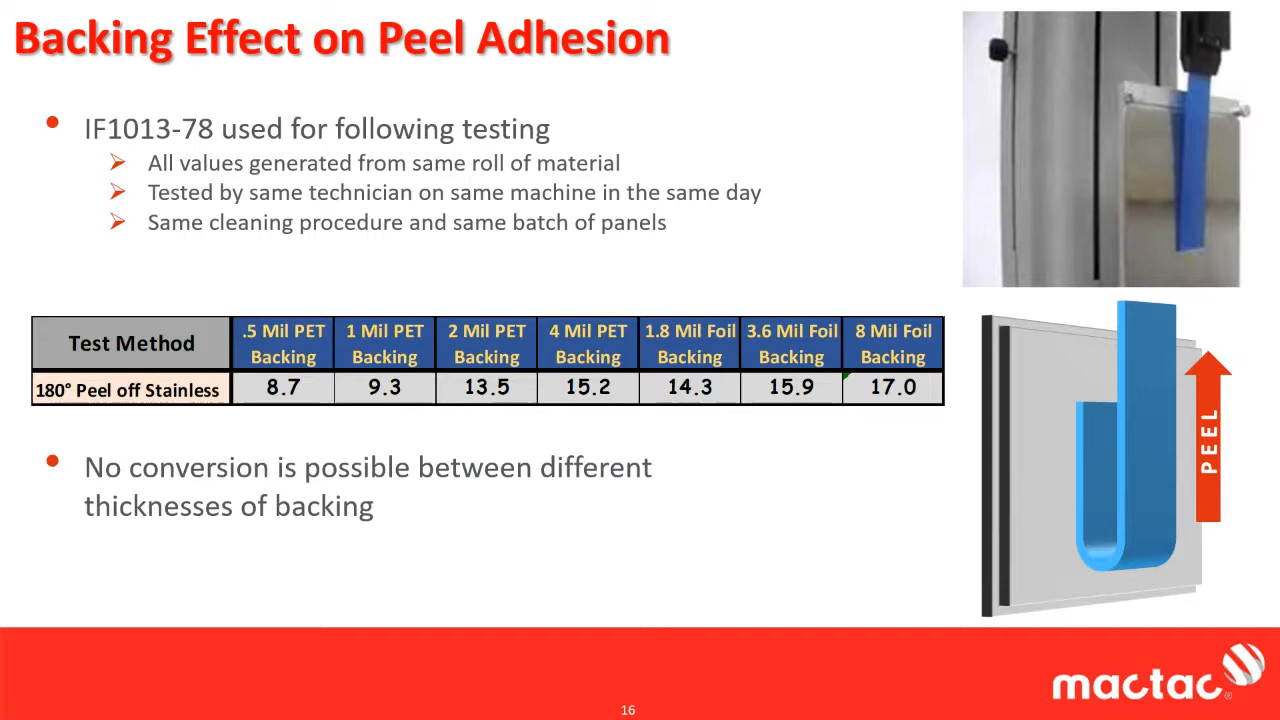 Backing Effect on Peel Adhesion
• IF1013-78 used for following testing
All values generated from same roll of material
Tested by same technician on same machine in the same day
Same cleaning procedure and same batch of panels
Test Method | .5 Mil PET Backing | 1 Mil PET Backing | 2 Mil PET Backing | 4 Mil PET Backing | 1.8 Mil Foil Backing | 3.6 Mil Foil Backing | 8 Mil Foil Backing
180° Peel off Stainless | 8.7 | 9.3 | 13.5 | 15.2 | 14.3 | 15.9 | 17.0
• No conversion is possible between different
thicknesses of backing
PEEL
mactac®
16